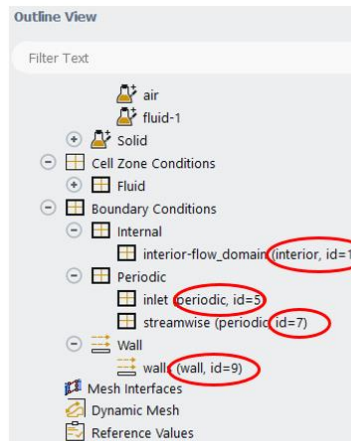 Outline View
Filter Text
air
fluid-1
Solid
Cell Zone Conditions
Fluid
Boundary Conditions
Internal
interior-flow_domain (interior, id=1
Periodic
inlet (periodic, id=5)
streamwise (periodic, id=7)
Wall
walls (wall, id=9)
Mesh Interfaces
Dynamic Mesh
Reference Values